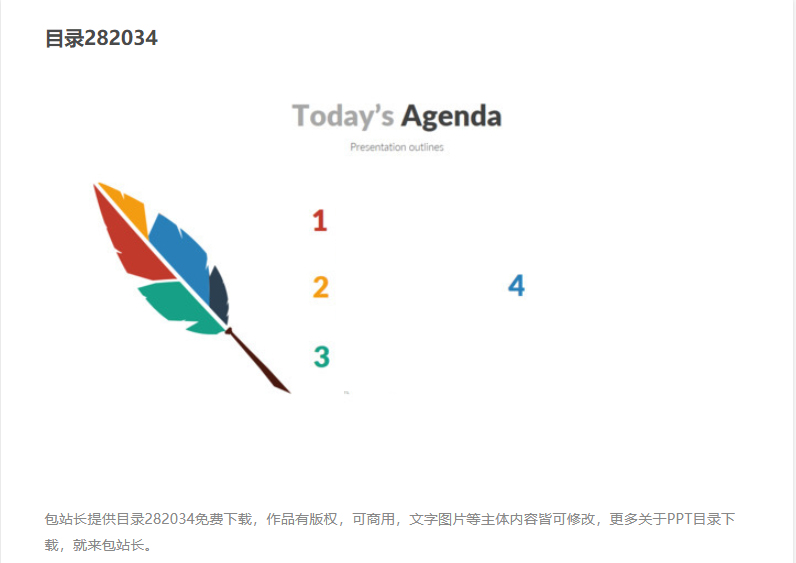 目录282034
Today's Agenda
Presentation outlines
1
2
4
3
包站长提供目录282034免费下载，作品有版权，可商用，文字图片等主体内容皆可修改，更多关于PPT目录下
载，就来包站长。